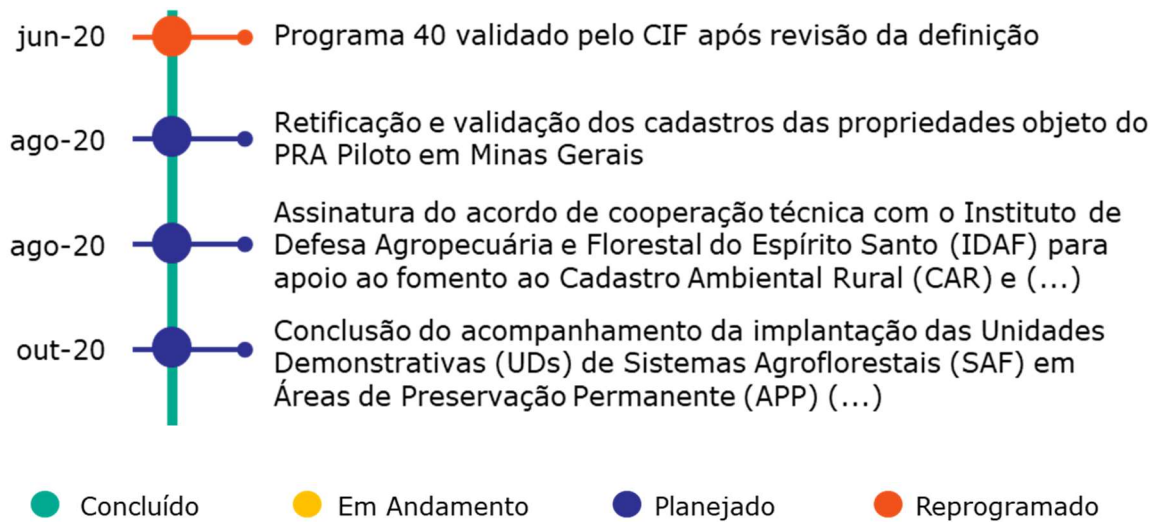 jun-20 Programa 40 validado pelo CIF após revisão da definição
ago-20 Retificação e validação dos cadastros das propriedades objeto do
PRA Piloto em Minas Gerais
ago-20 Assinatura do acordo de cooperação técnica com o Instituto de
Defesa Agropecuária e Florestal do Espírito Santo (IDAF) para
apoio ao fomento ao Cadastro Ambiental Rural (CAR) e (...)
out-20 Conclusão do acompanhamento da implantação das Unidades
Demonstrativas (UDs) de Sistemas Agroflorestais (SAF) em
Áreas de Preservação Permanente (APP) (...)
Concluído Em Andamento Planejado Reprogramado